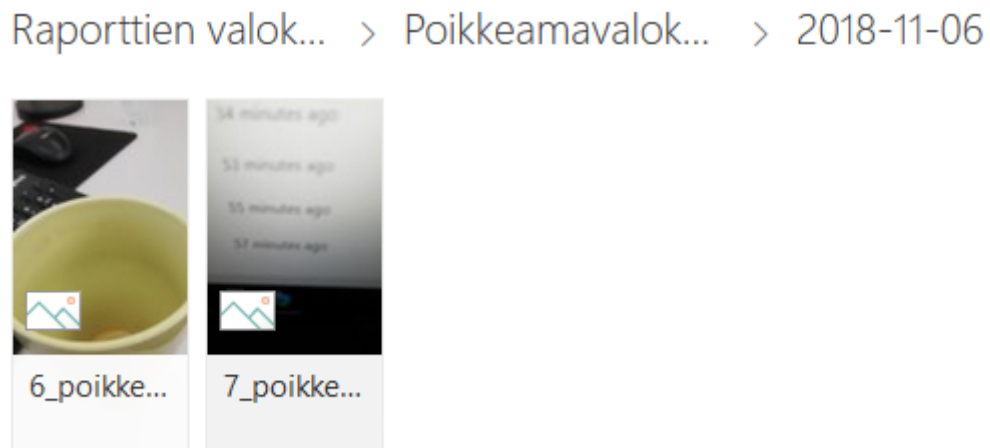 Raporttien valok... > Poikkeamavalok... > 2018-11-06
54 minutes ago
53 minutes ago
55 minutes ago
57 minutes ago
6_poikke...
7_poikke...